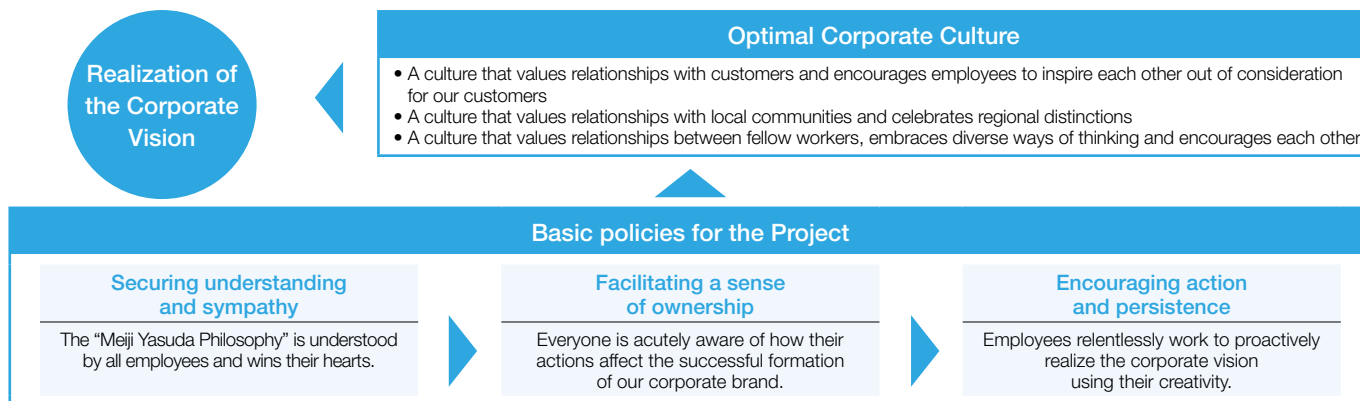 Realization of
the Corporate
Vision
Optimal Corporate Culture
• A culture that values relationships with customers and encourages employees to inspire each other out of consideration
for our customers
• A culture that values relationships with local communities and celebrates regional distinctions
• A culture that values relationships between fellow workers, embraces diverse ways of thinking and encourages each other
Basic policies for the Project
Securing understanding
and sympathy
The “Meiji Yasuda Philosophy” is understood
by all employees and wins their hearts.
Facilitating a sense
of ownership
Everyone is acutely aware of how their
actions affect the successful formation
of our corporate brand.
Encouraging action
and persistence
Employees relentlessly work to proactively
realize the corporate vision
using their creativity.